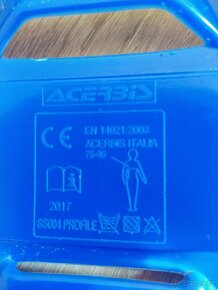 ACERBIS
CE EN 14021:2003
ACERBIS ITALIA
75-95
2017
SS004 PROFILE